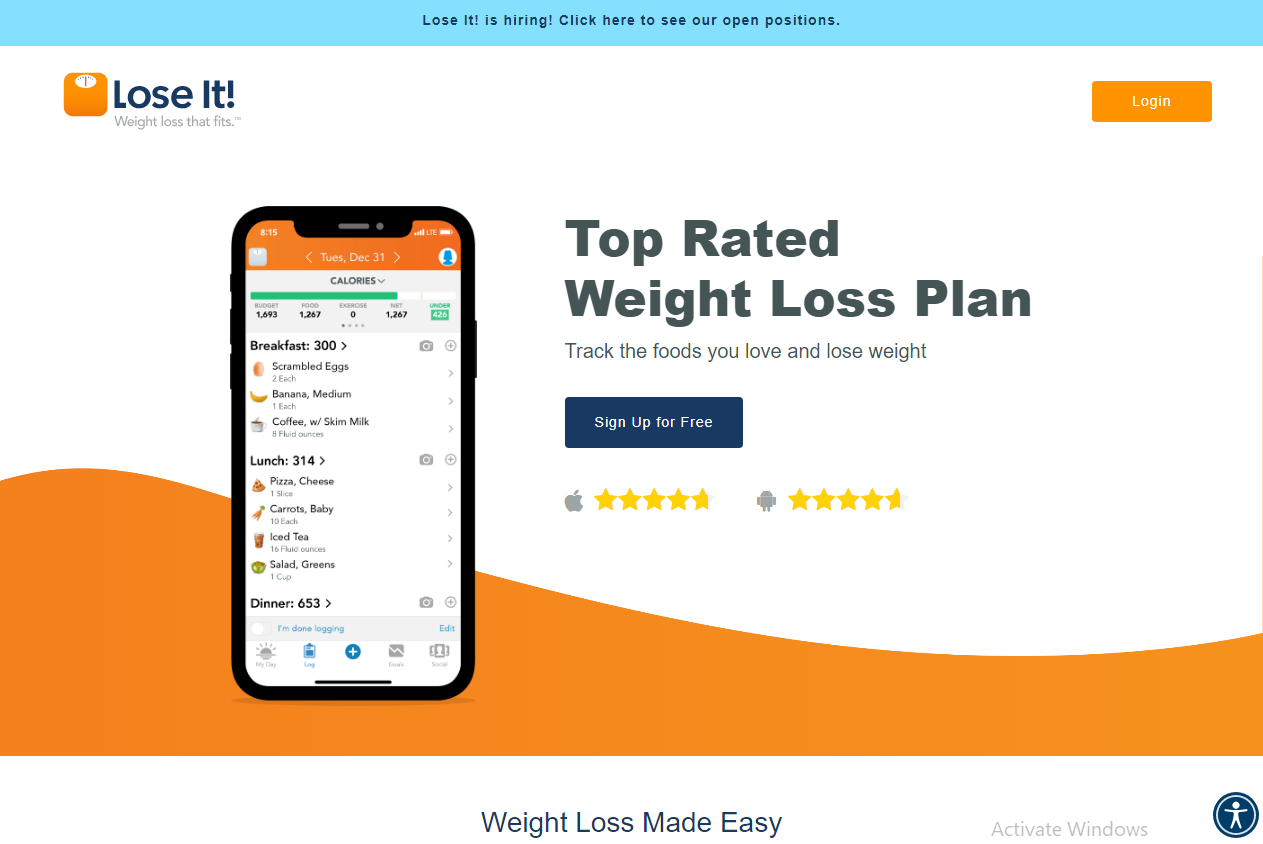 Lose It! is hiring! Click here to see our open positions.
Lose It!
Weight loss that fits.™
Login
8:15
LTE
Tues, Dec 31
CALORIES
BUDGET FOOD EXERCISE NET UNDER
1,693 1,267 0 1,267 426
Breakfast: 300
Scrambled Eggs
2 Each
Banana, Medium
1 Each
Coffee, w/ Skim Milk
8 Fluid ounces
Lunch: 314
Pizza, Cheese
1 Slice
Carrots, Baby
10 Each
Iced Tea
16 Fluid ounces
Salad, Greens
1 Cup
Dinner: 653
I'm done logging Edit
My Day Log Goals Social
Top Rated
Weight Loss Plan
Track the foods you love and lose weight
Sign Up for Free
Weight Loss Made Easy
Activate Windows